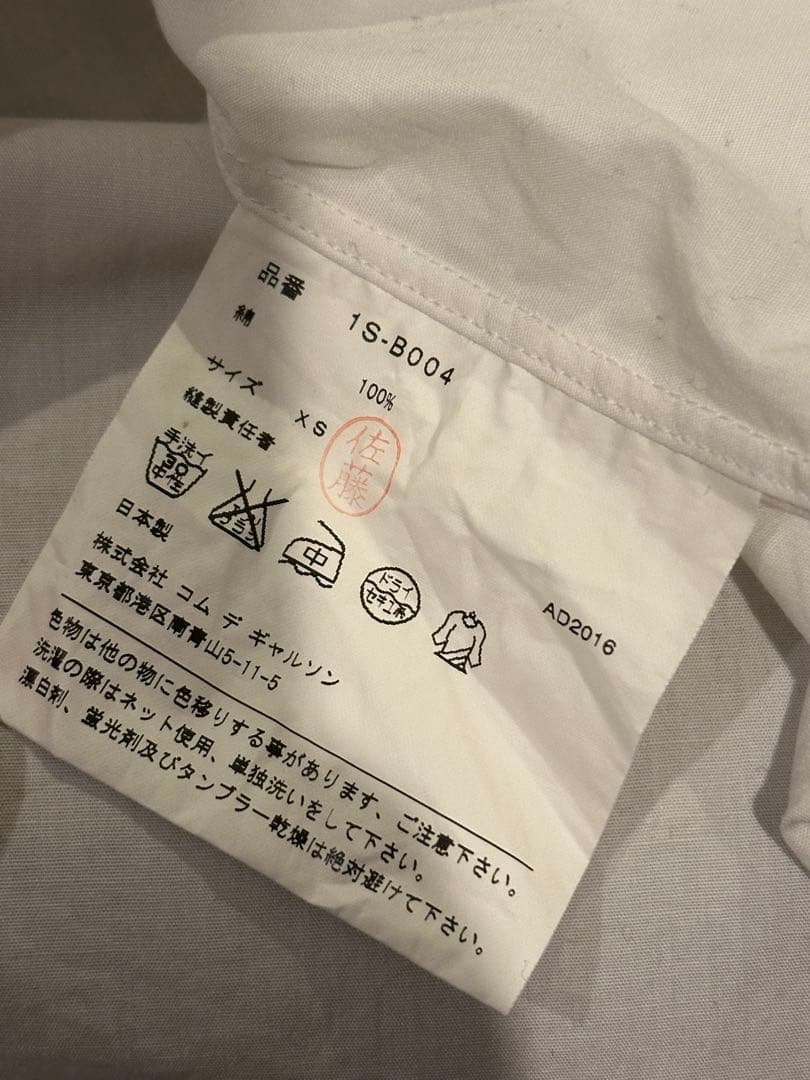 品番 1S-B004
綿 100%
サイズ XS
縫製責任者 佐藤
手洗イ
30
中性
エンソサラシ
中
ドライ
セキユ系
日本製 AD2016
株式会社 コム デ ギャルソン
東京都港区南青山5-11-5
色物は他の物に色移りする事があります、ご注意下さい。
洗濯の際はネット使用、単独洗いをして下さい。
漂白剤、蛍光剤及びタンブラー乾燥は絶対避けて下さい。